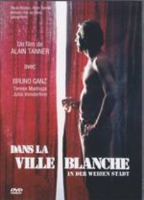 Un film de
ALAIN TANNER
avec
BRUNO GANZ
Teresa Madruga
Julia Vonderlinn
DANS LA
VILLE BLANCHE
IN DER WEISSEN STADT
DVD